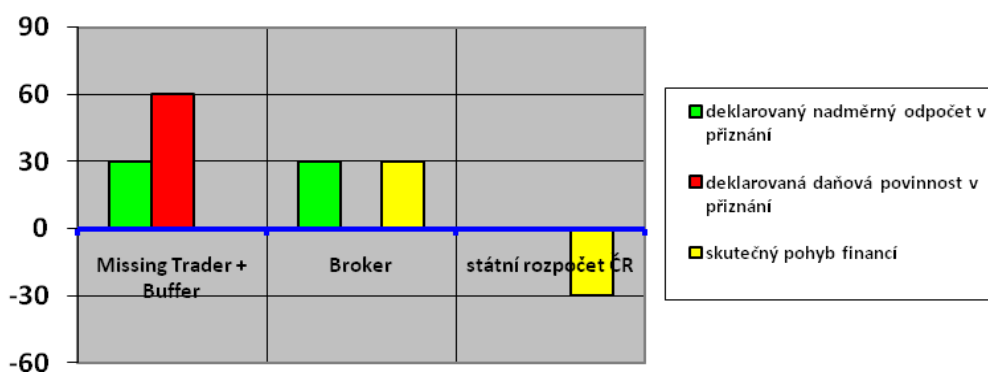 90
60
30
0
-30
-60
Missing Trader +
Buffer
Broker
státní rozpočet ČR
deklarovaný nadměrný odpočet v
přiznání
deklarovaná daňová povinnost v
přiznání
skutečný pohyb financí